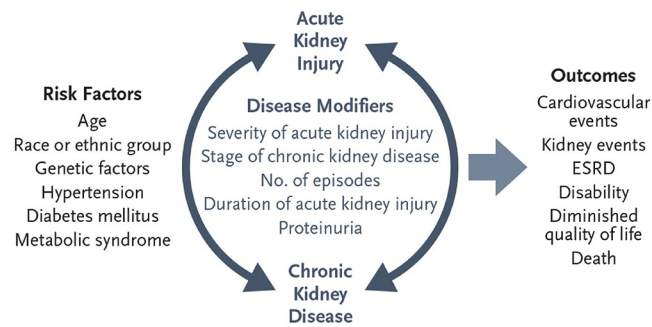 Acute
Kidney
Injury
Risk Factors
Age
Race or ethnic group
Genetic factors
Hypertension
Diabetes mellitus
Metabolic syndrome
Disease Modifiers
Severity of acute kidney injury
Stage of chronic kidney disease
No. of episodes
Duration of acute kidney injury
Proteinuria
Chronic
Kidney
Disease
Outcomes
Cardiovascular
events
Kidney events
ESRD
Disability
Diminished
quality of life
Death